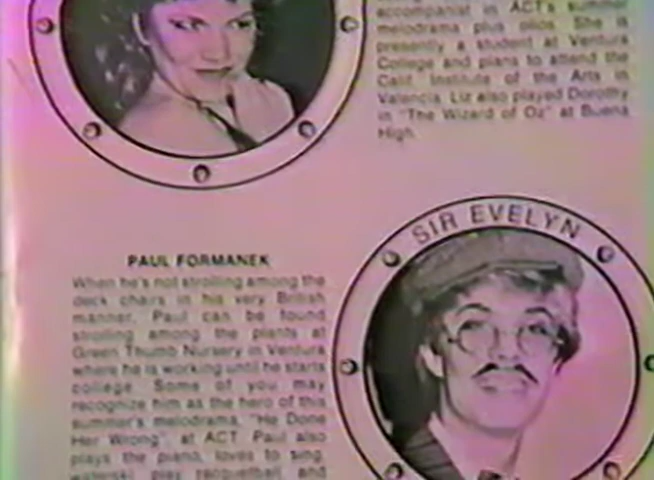 accompanist in ACT's summer
melodrama plus olios. She is
presently a student at Ventura
College and plans to attend the
Calif. Institute of the Arts in
Valencia. Liz also played Dorothy
in "The Wizard of Oz" at Buena
High.
SIR EVELYN
PAUL FORMANEK
When he's not strolling among the
deck chairs in his very British
manner, Paul can be found
strolling among the plants at
Green Thumb Nursery in Ventura
where he is working until he starts
college. Some of you may
recognize him as the hero of this
summer's melodrama, "He Done
Her Wrong", at ACT. Paul also
plays the piano, loves to sing,
waterski, play racquetball, and